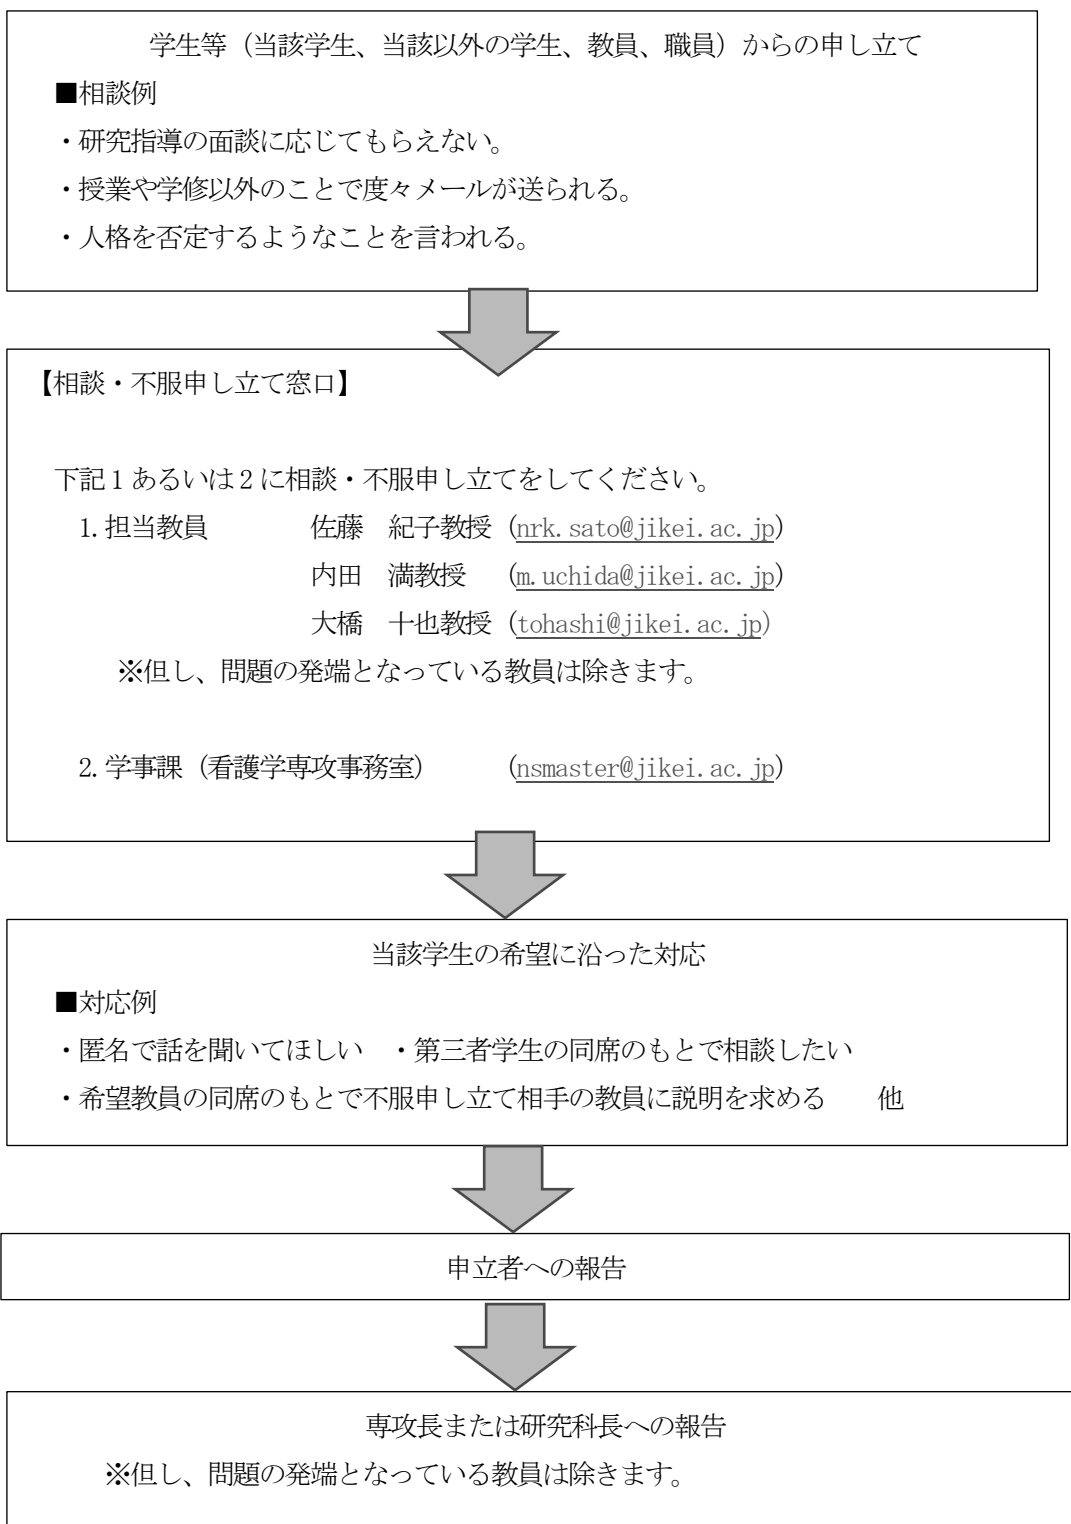 学生等（当該学生、当該以外の学生、教員、職員）からの申し立て
■相談例
・研究指導の面談に応じてもらえない。
・授業や学修以外のことで度々メールが送られる。
・人格を否定するようなことを言われる。
【相談・不服申し立て窓口】
下記1あるいは2に相談・不服申し立てをしてください。
1.担当教員　佐藤　紀子教授（nrk.sato@jikei.ac.jp）
内田　満教授　（m.uchida@jikei.ac.jp）
大橋　十也教授（tohashi@jikei.ac.jp）
※但し、問題の発端となっている教員は除きます。
2.学事課（看護学専攻事務室）　（nsmaster@jikei.ac.jp）
当該学生の希望に沿った対応
■対応例
・匿名で話を聞いてほしい　・第三者学生の同席のもとで相談したい
・希望教員の同席のもとで不服申し立て相手の教員に説明を求める　他
申立者への報告
専攻長または研究科長への報告
※但し、問題の発端となっている教員は除きます。